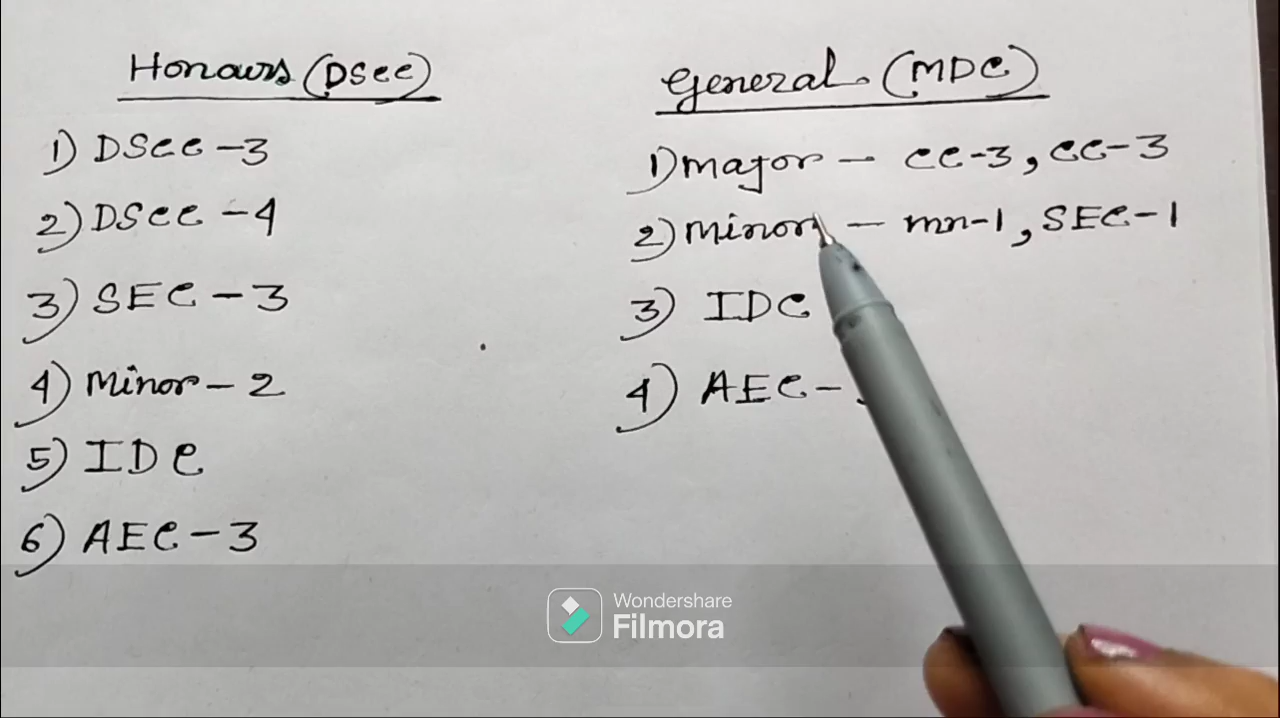 Honours (DSCC)
1) DSCC - 3
2) DSCC - 4
3) SEC - 3
4) Minor - 2
5) IDC
6) AEC - 3
General (MDC)
1) Major - CC-3, CC-3
2) Minor - mn-1, SEC-1
3) IDC
4) AEC -
Wondershare
Filmora